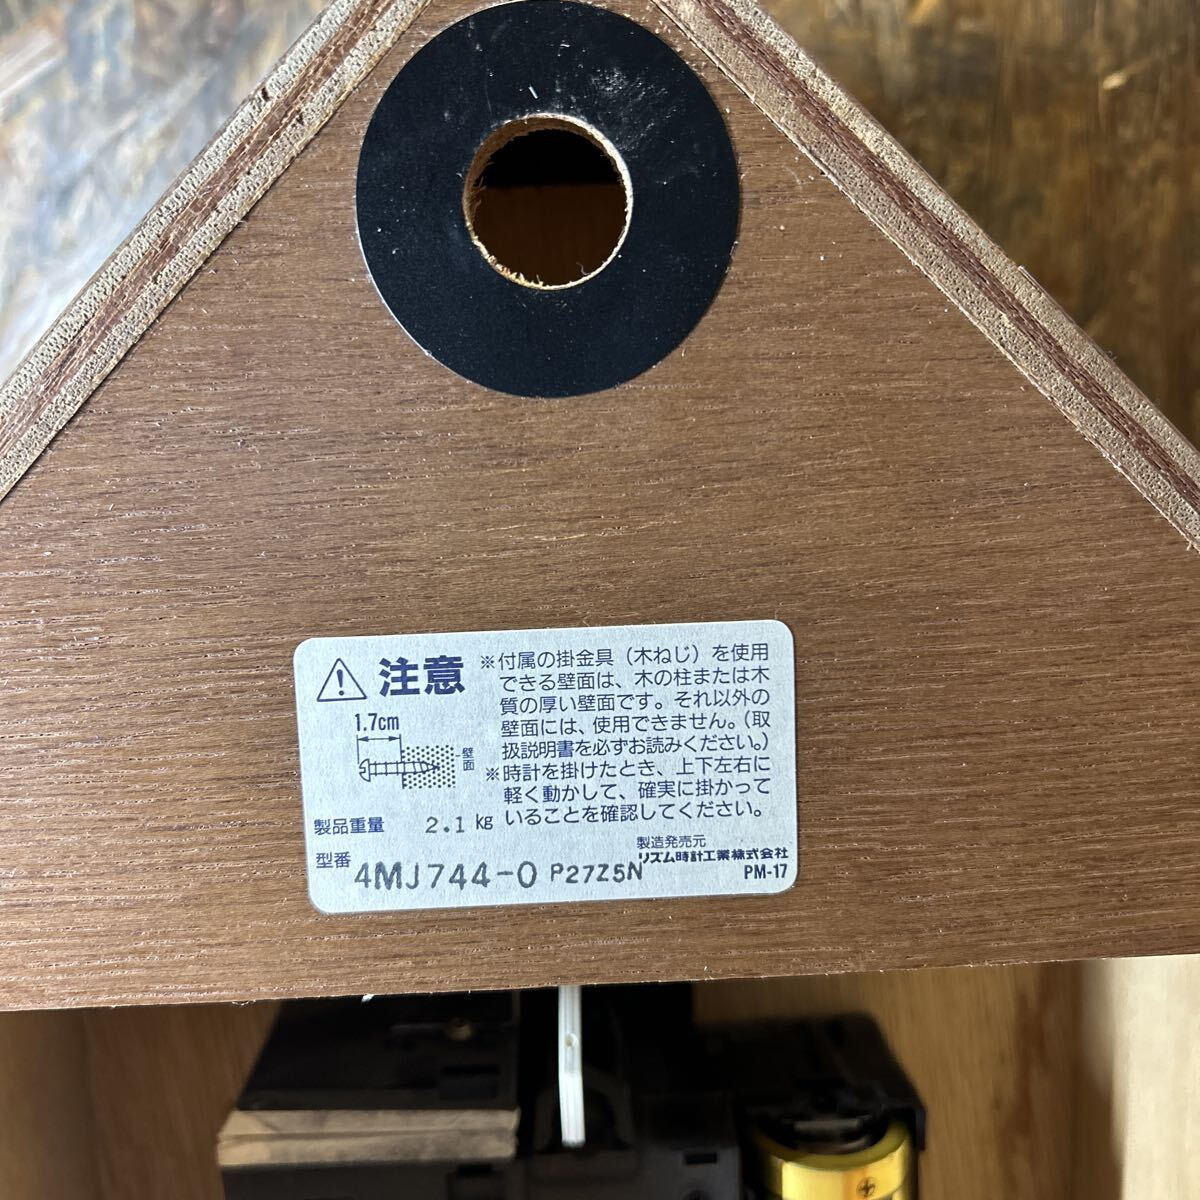 注意
※付属の掛金具（木ねじ）を使用
できる壁面は、木の柱または木
質の厚い壁面です。それ以外の
壁面には、使用できません。（取
扱説明書を必ずお読みください。）
※時計を掛けたとき、上下左右に
軽く動かして、確実に掛かって
いることを確認してください。
1.7cm
壁面
製品重量 2.1kg
製造発売元
リズム時計工業株式会社
型番 4MJ744-0 P27Z5N
PM-17